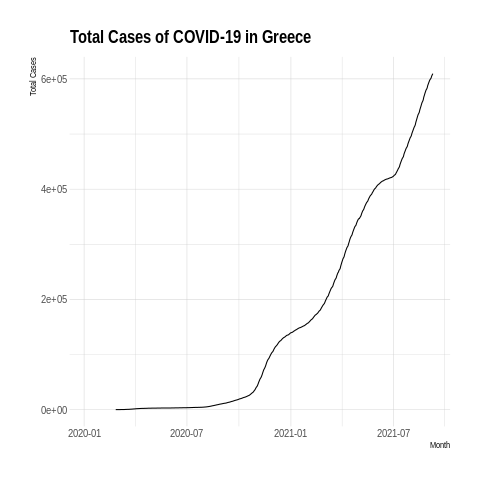 Total Cases of COVID-19 in Greece
Total Cases
6e+05
4e+05
2e+05
0e+00
2020-01 2020-07 2021-01 2021-07
Month